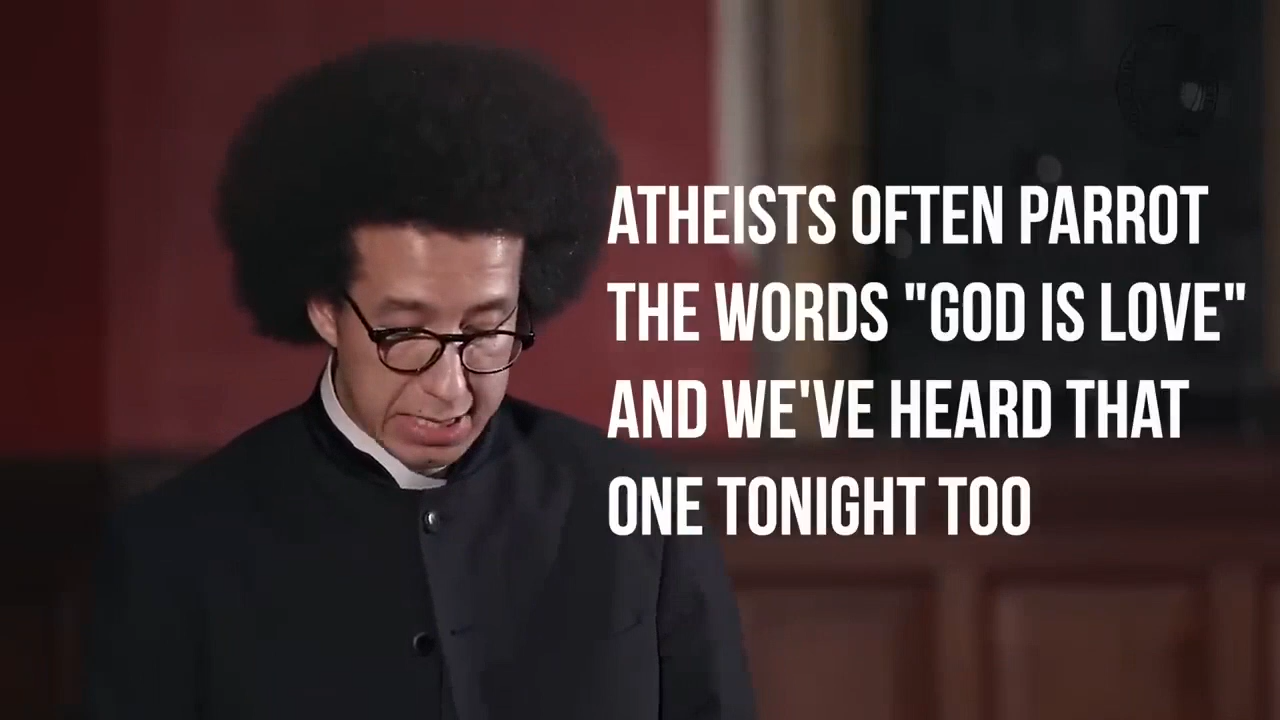 ATHEISTS OFTEN PARROT
THE WORDS "GOD IS LOVE"
AND WE'VE HEARD THAT
ONE TONIGHT TOO